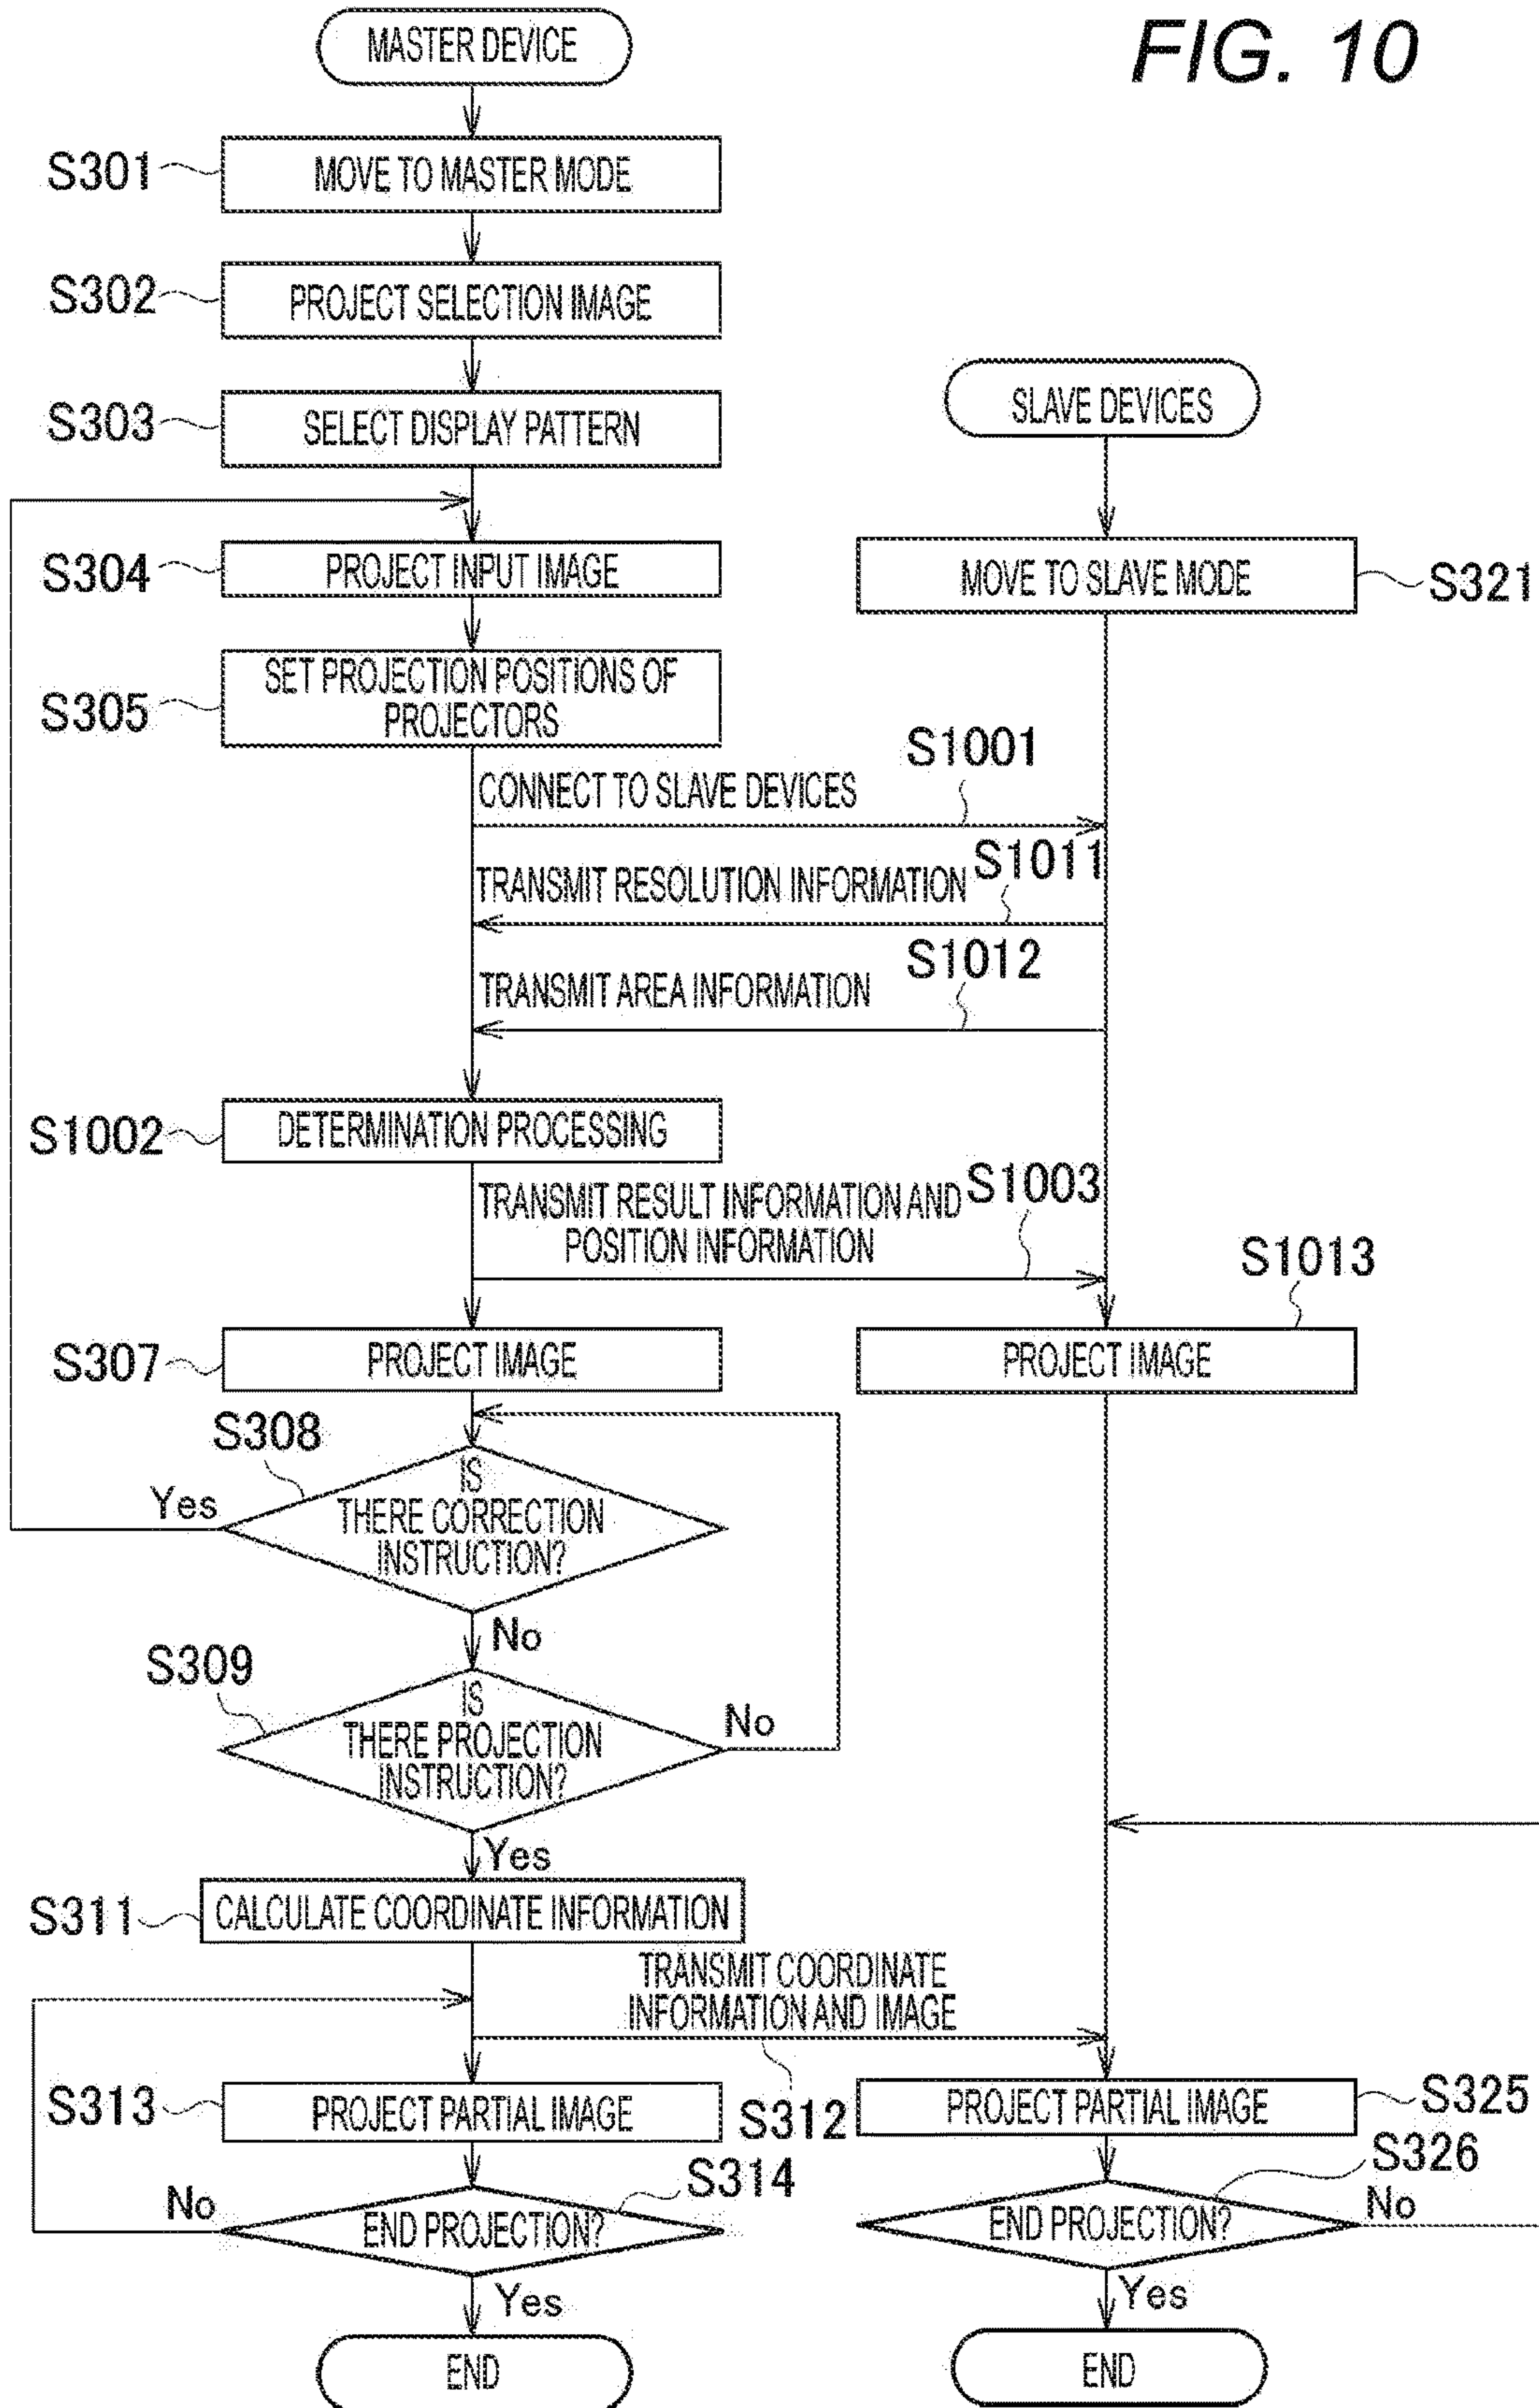 FIG. 10
MASTER DEVICE
S301
MOVE TO MASTER MODE
S302
PROJECT SELECTION IMAGE
S303
SELECT DISPLAY PATTERN
SLAVE DEVICES
S304
PROJECT INPUT IMAGE
MOVE TO SLAVE MODE
S321
S305
SET PROJECTION POSITIONS OF
PROJECTORS
S1001
CONNECT TO SLAVE DEVICES
S1011
TRANSMIT RESOLUTION INFORMATION
S1012
TRANSMIT AREA INFORMATION
S1002
DETERMINATION PROCESSING
S1003
TRANSMIT RESULT INFORMATION AND
POSITION INFORMATION
S1013
S307
PROJECT IMAGE
PROJECT IMAGE
S308
Yes
IS
THERE CORRECTION
INSTRUCTION?
No
S309
IS
THERE PROJECTION
INSTRUCTION?
No
Yes
S311
CALCULATE COORDINATE INFORMATION
TRANSMIT COORDINATE
INFORMATION AND IMAGE
S313
PROJECT PARTIAL IMAGE
S312
PROJECT PARTIAL IMAGE
S325
S314
S326
No
END PROJECTION?
END PROJECTION?
No
Yes
Yes
END
END